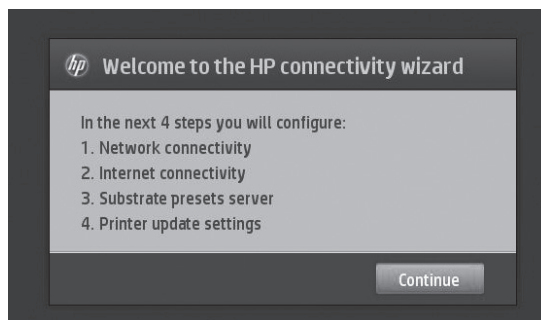 hp Welcome to the HP connectivity wizard
In the next 4 steps you will configure:
1. Network connectivity
2. Internet connectivity
3. Substrate presets server
4. Printer update settings
Continue